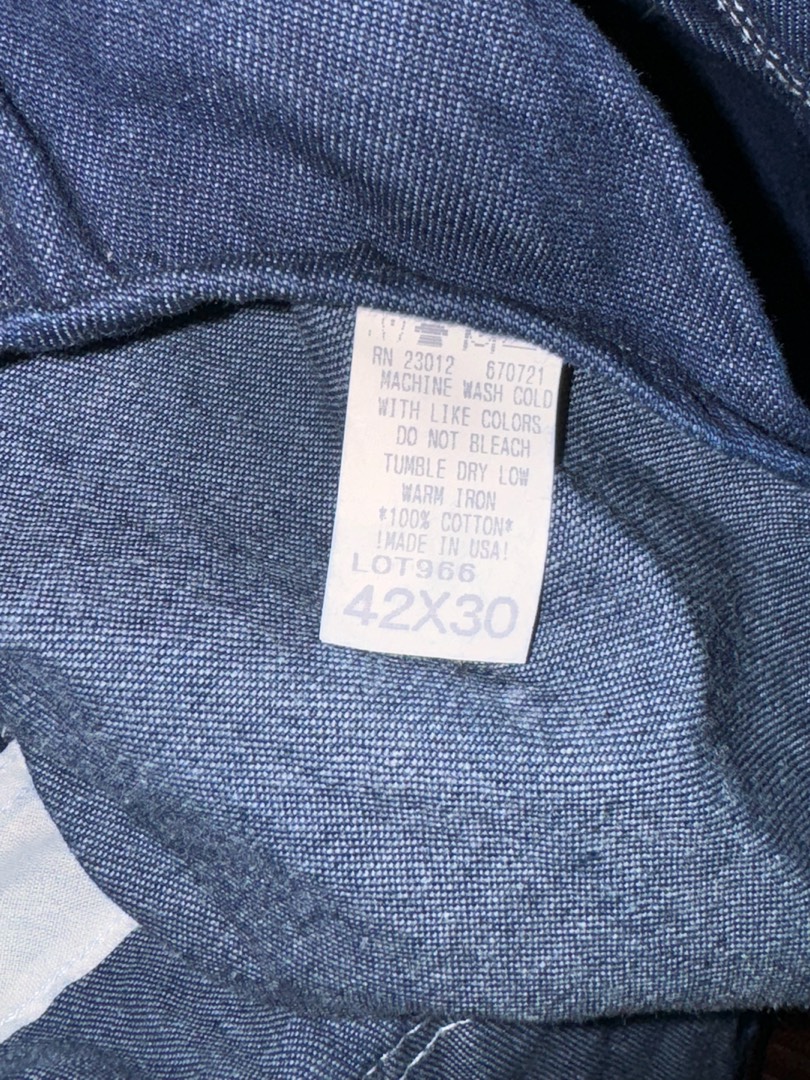 RN 23012 670721
MACHINE WASH COLD
WITH LIKE COLORS
DO NOT BLEACH
TUMBLE DRY LOW
WARM IRON
*100% COTTON*
!MADE IN USA!
LOT966
42X30